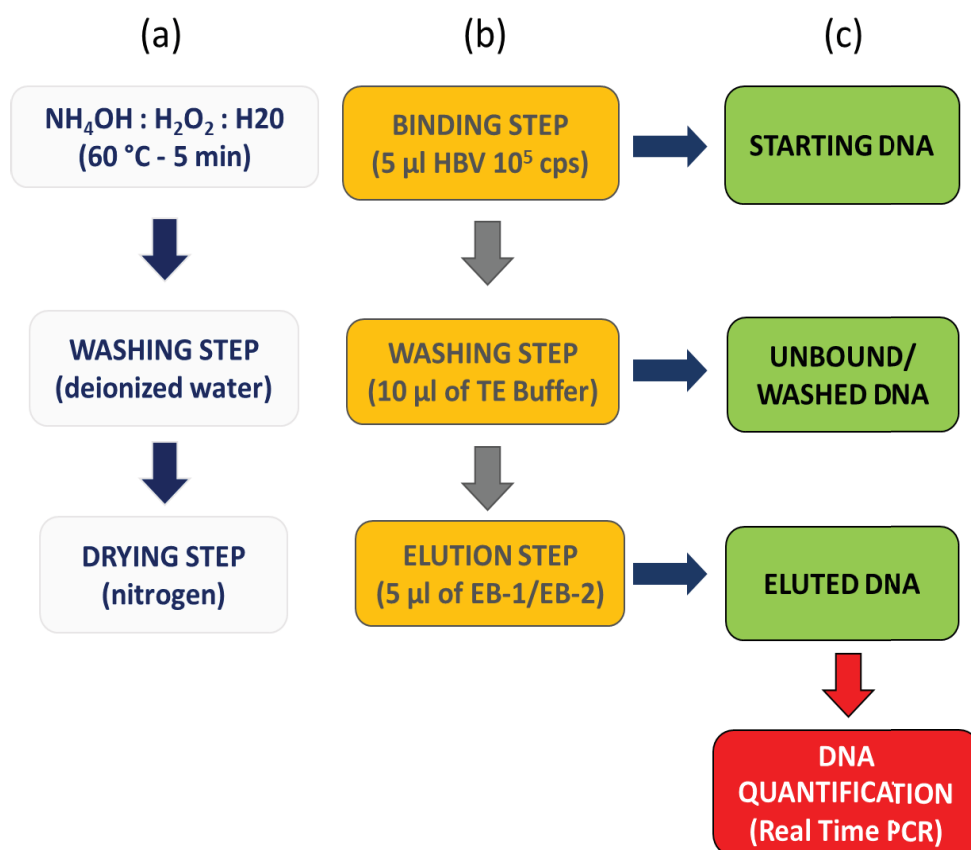 (a)
NH₄OH : H₂O₂ : H20
(60 °C - 5 min)
WASHING STEP
(deionized water)
DRYING STEP
(nitrogen)
(b)
BINDING STEP
(5 µl HBV 10⁵ cps)
WASHING STEP
(10 µl of TE Buffer)
ELUTION STEP
(5 µl of EB-1/EB-2)
(c)
STARTING DNA
UNBOUND/
WASHED DNA
ELUTED DNA
DNA
QUANTIFICATION
(Real Time PCR)